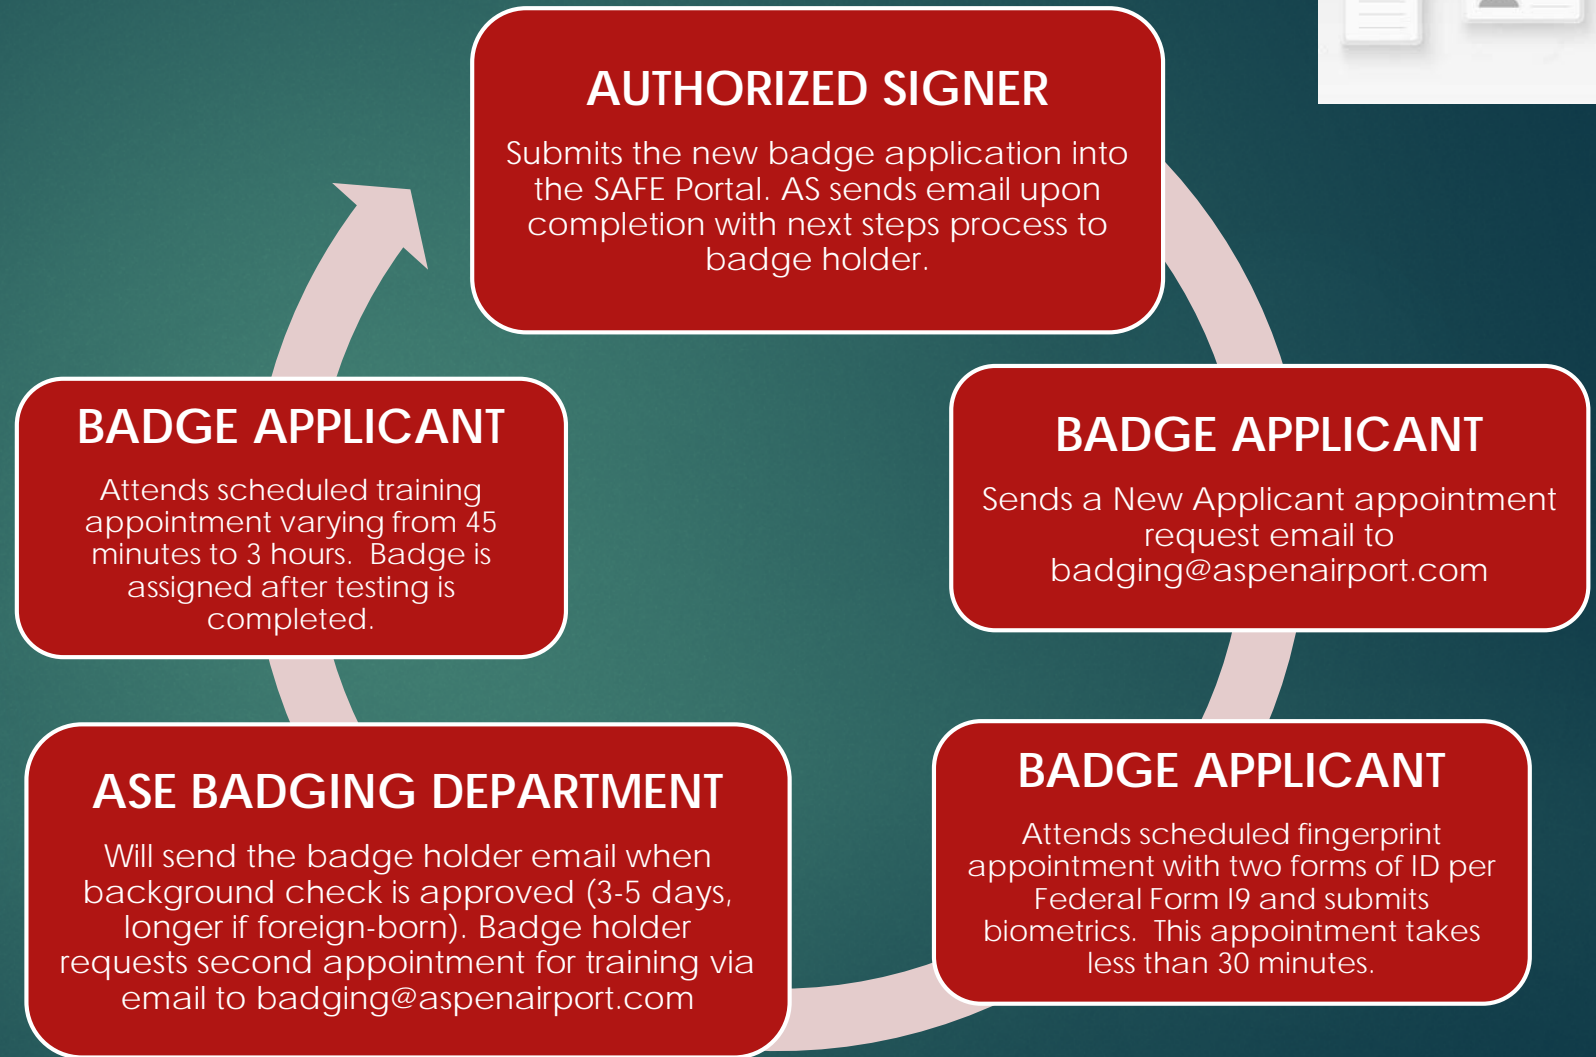 AUTHORIZED SIGNER
Submits the new badge application into
the SAFE Portal. AS sends email upon
completion with next steps process to
badge holder.
BADGE APPLICANT
Sends a New Applicant appointment
request email to
badging@aspenairport.com
BADGE APPLICANT
Attends scheduled fingerprint
appointment with two forms of ID per
Federal Form I9 and submits
biometrics. This appointment takes
less than 30 minutes.
ASE BADGING DEPARTMENT
Will send the badge holder email when
background check is approved (3-5 days,
longer if foreign-born). Badge holder
requests second appointment for training via
email to badging@aspenairport.com
BADGE APPLICANT
Attends scheduled training
appointment varying from 45
minutes to 3 hours. Badge is
assigned after testing is
completed.